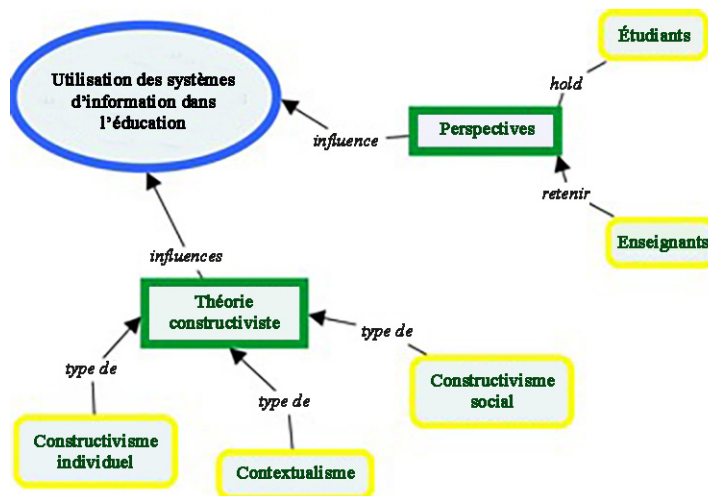 Étudiants
Utilisation des systèmes
d'information dans
l'éducation
hold
Perspectives
influence
retenir
Enseignants
influences
Théorie
constructiviste
type de
type de
type de
Constructivisme
social
Constructivisme
individuel
Contextualisme